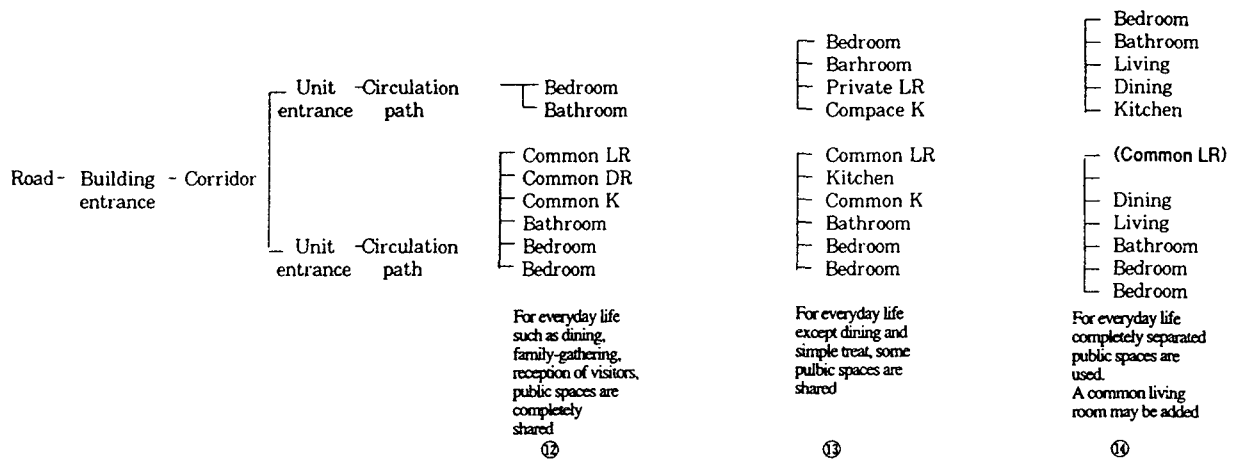 Road - Building entrance - Corridor
Unit entrance - Circulation path
Bedroom
Bathroom
Bedroom
Barhroom
Private LR
Compace K
Bedroom
Bathroom
Living
Dining
Kitchen
Unit entrance - Circulation path
Common LR
Common DR
Common K
Bathroom
Bedroom
Bedroom
Common LR
Kitchen
Common K
Bathroom
Bedroom
Bedroom
(Common LR)
Dining
Living
Bathroom
Bedroom
Bedroom
For everyday life
such as dining,
family-gathering,
reception of visitors,
public spaces are
completely
shared
⑫
For everyday life
except dining and
simple treat, some
pulbic spaces are
shared
⑬
For everyday life
completely separated
public spaces are
used.
A common living
room may be added
⑭